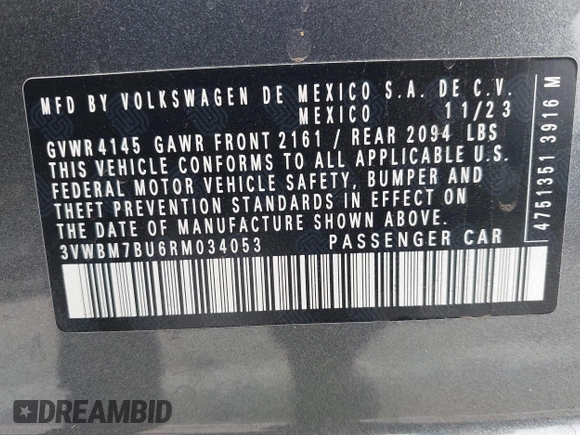 MFD BY VOLKSWAGEN DE MEXICO S.A. DE C.V.
MEXICO 11/23
GVWR 4145 GAWR FRONT 2161 / REAR 2094 LBS
THIS VEHICLE CONFORMS TO ALL APPLICABLE U.S.
FEDERAL MOTOR VEHICLE SAFETY, BUMPER AND
THEFT PREVENTION STANDARDS IN EFFECT ON THE
DATE OF MANUFACTURE SHOWN ABOVE.
3VWBM7BU6RM034053 PASSENGER CAR
4751351 3916 M
DREAMBID